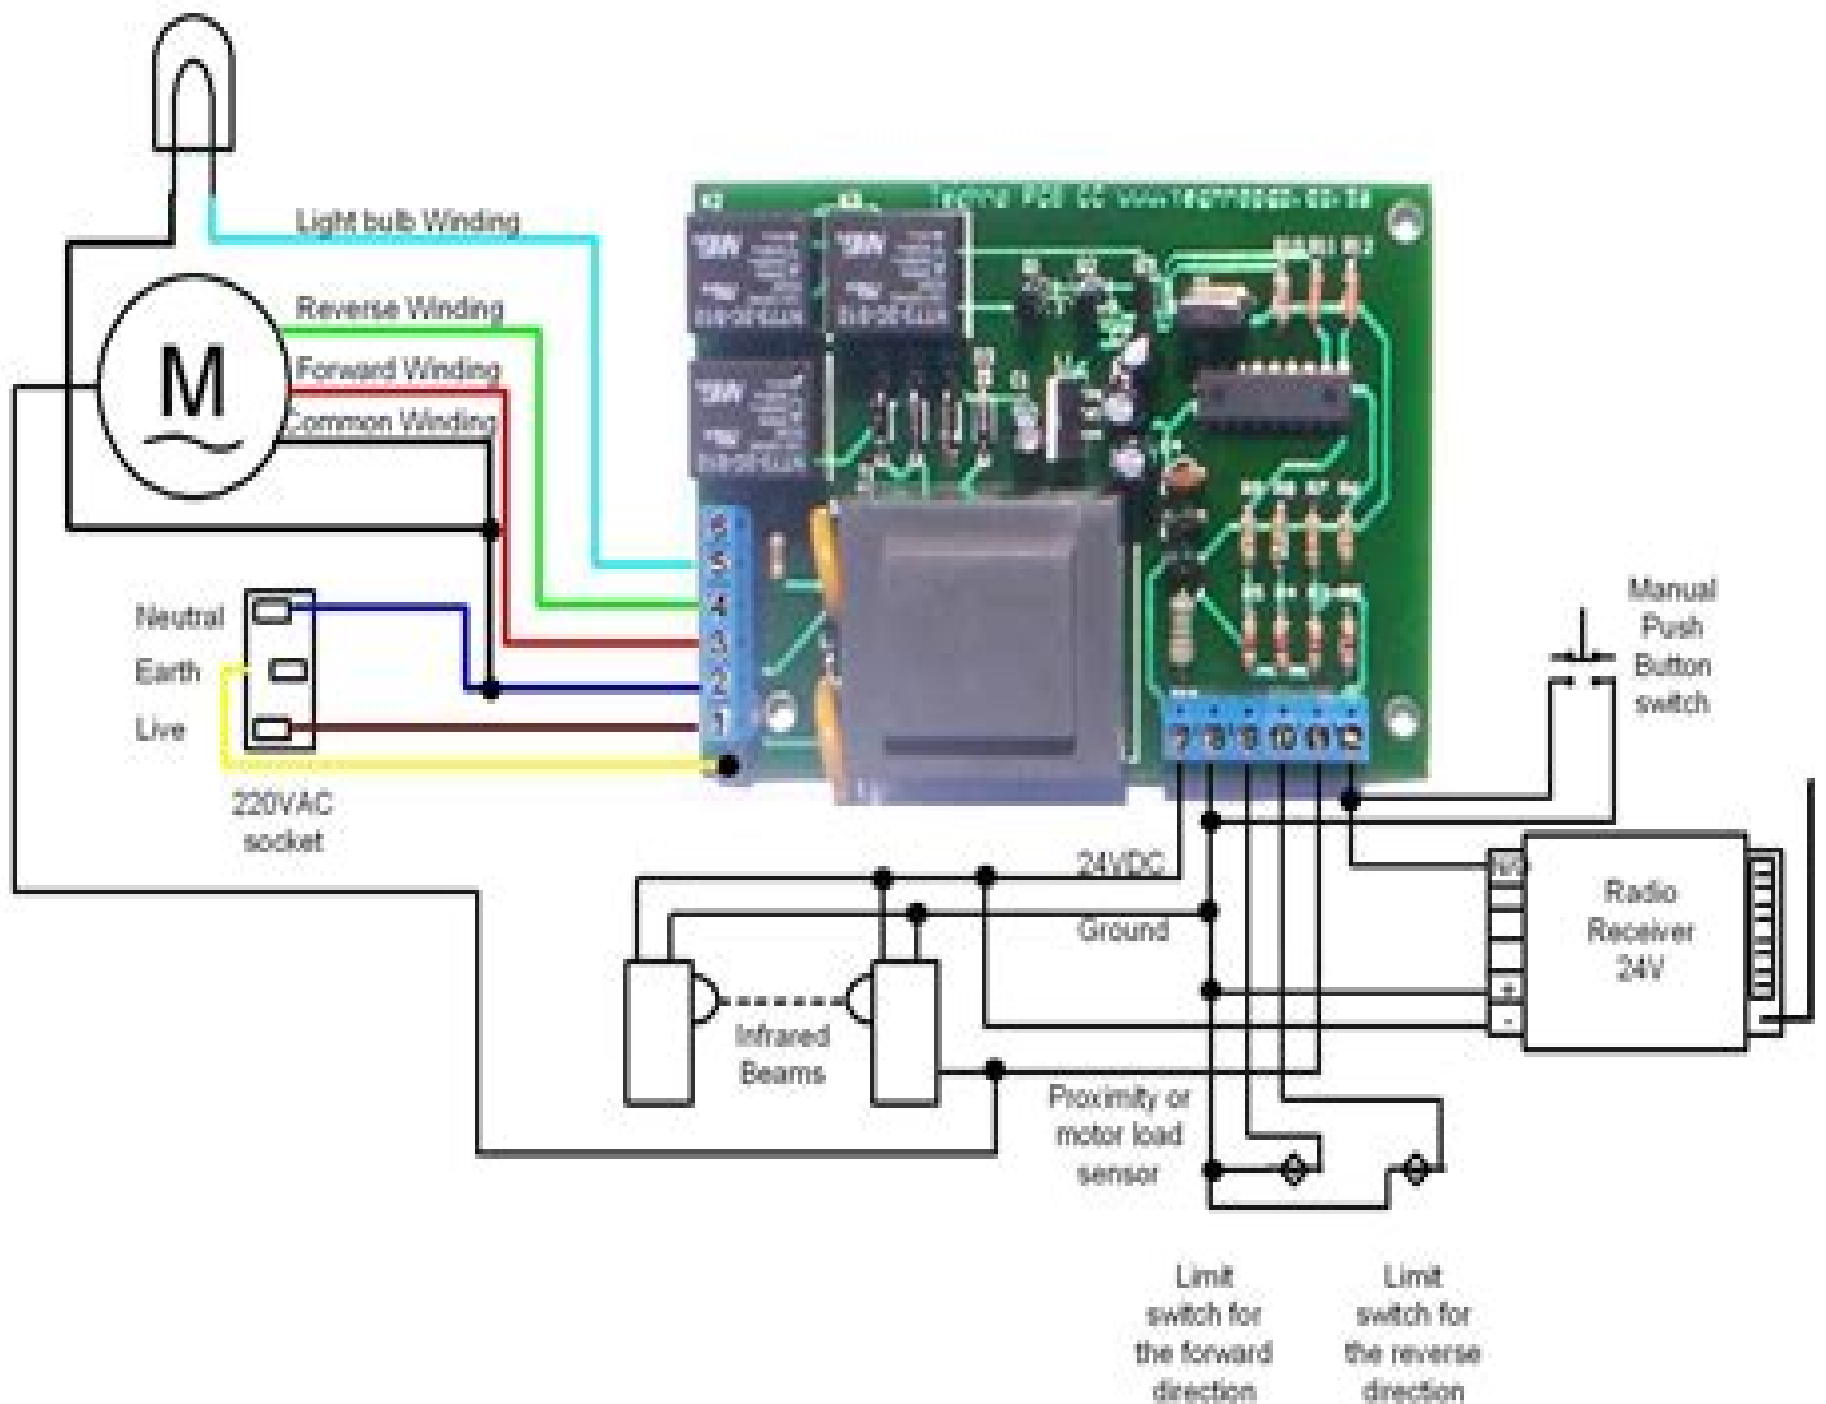 Light bulb Winding
Reverse Winding
Forward Winding
Common Winding
M
Neutral
Earth
Live
220VAC
socket
6
5
4
3
2
1
7 8 9 10 11 12
Manual
Push
Button
switch
24VDC
Ground
Radio
Receiver
24V
+
-
Infrared
Beams
Proximity or
motor load
sensor
Limit
switch for
the forward
direction
Limit
switch for
the reverse
direction